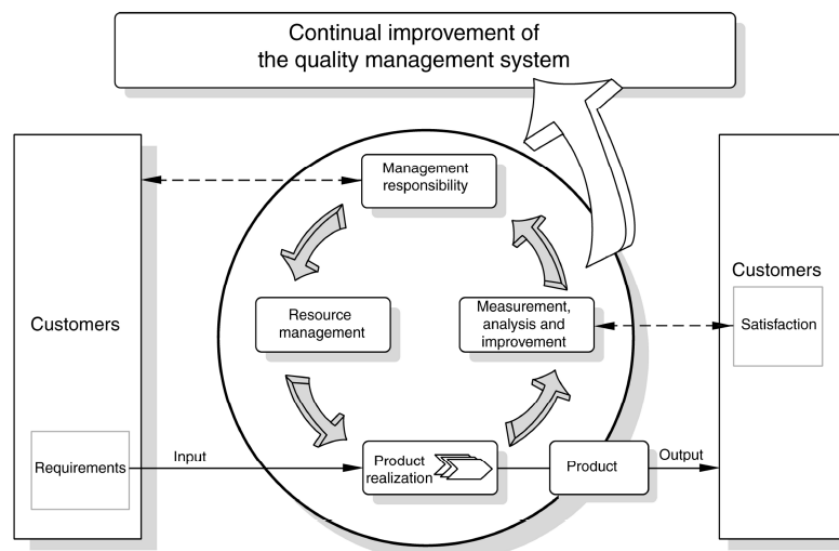 Continual improvement of
the quality management system
Management
responsibility
Customers
Resource
management
Measurement,
analysis and
improvement
Customers
Satisfaction
Requirements
Input
Product
realization
Product
Output